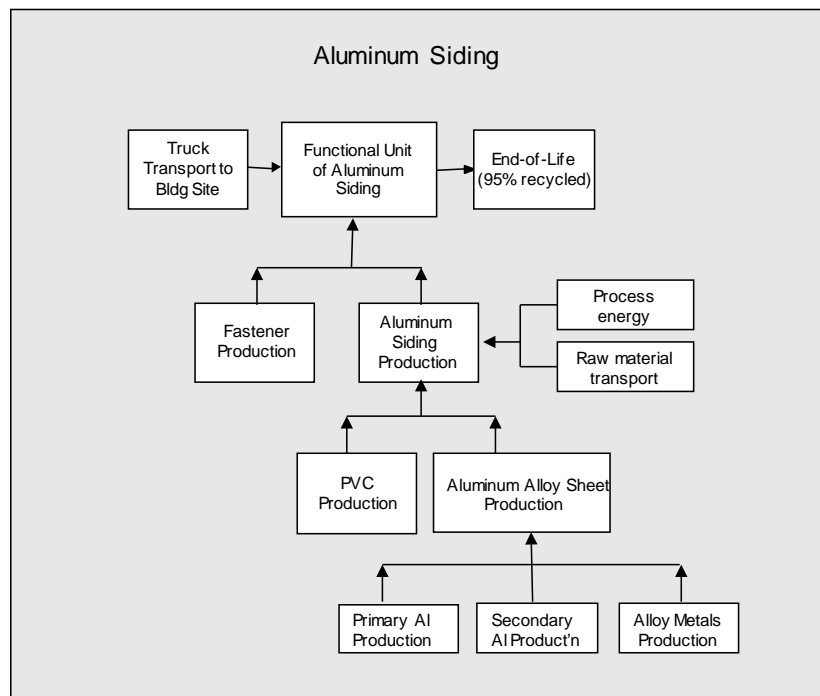 Aluminum Siding
Truck
Transport to
Bldg Site
Functional Unit
of Aluminum
Siding
End-of-Life
(95% recycled)
Fastener
Production
Aluminum
Siding
Production
Process
energy
Raw material
transport
PVC
Production
Aluminum Alloy Sheet
Production
Primary Al
Production
Secondary
Al Product'n
Alloy Metals
Production